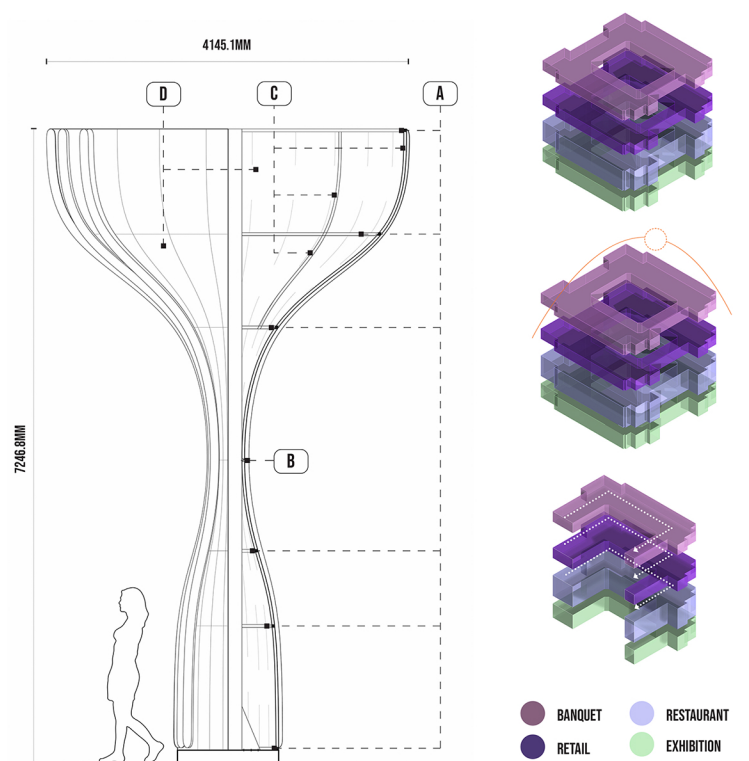 4145.1MM
D
C
A
7246.8MM
B
BANQUET
RESTAURANT
RETAIL
EXHIBITION